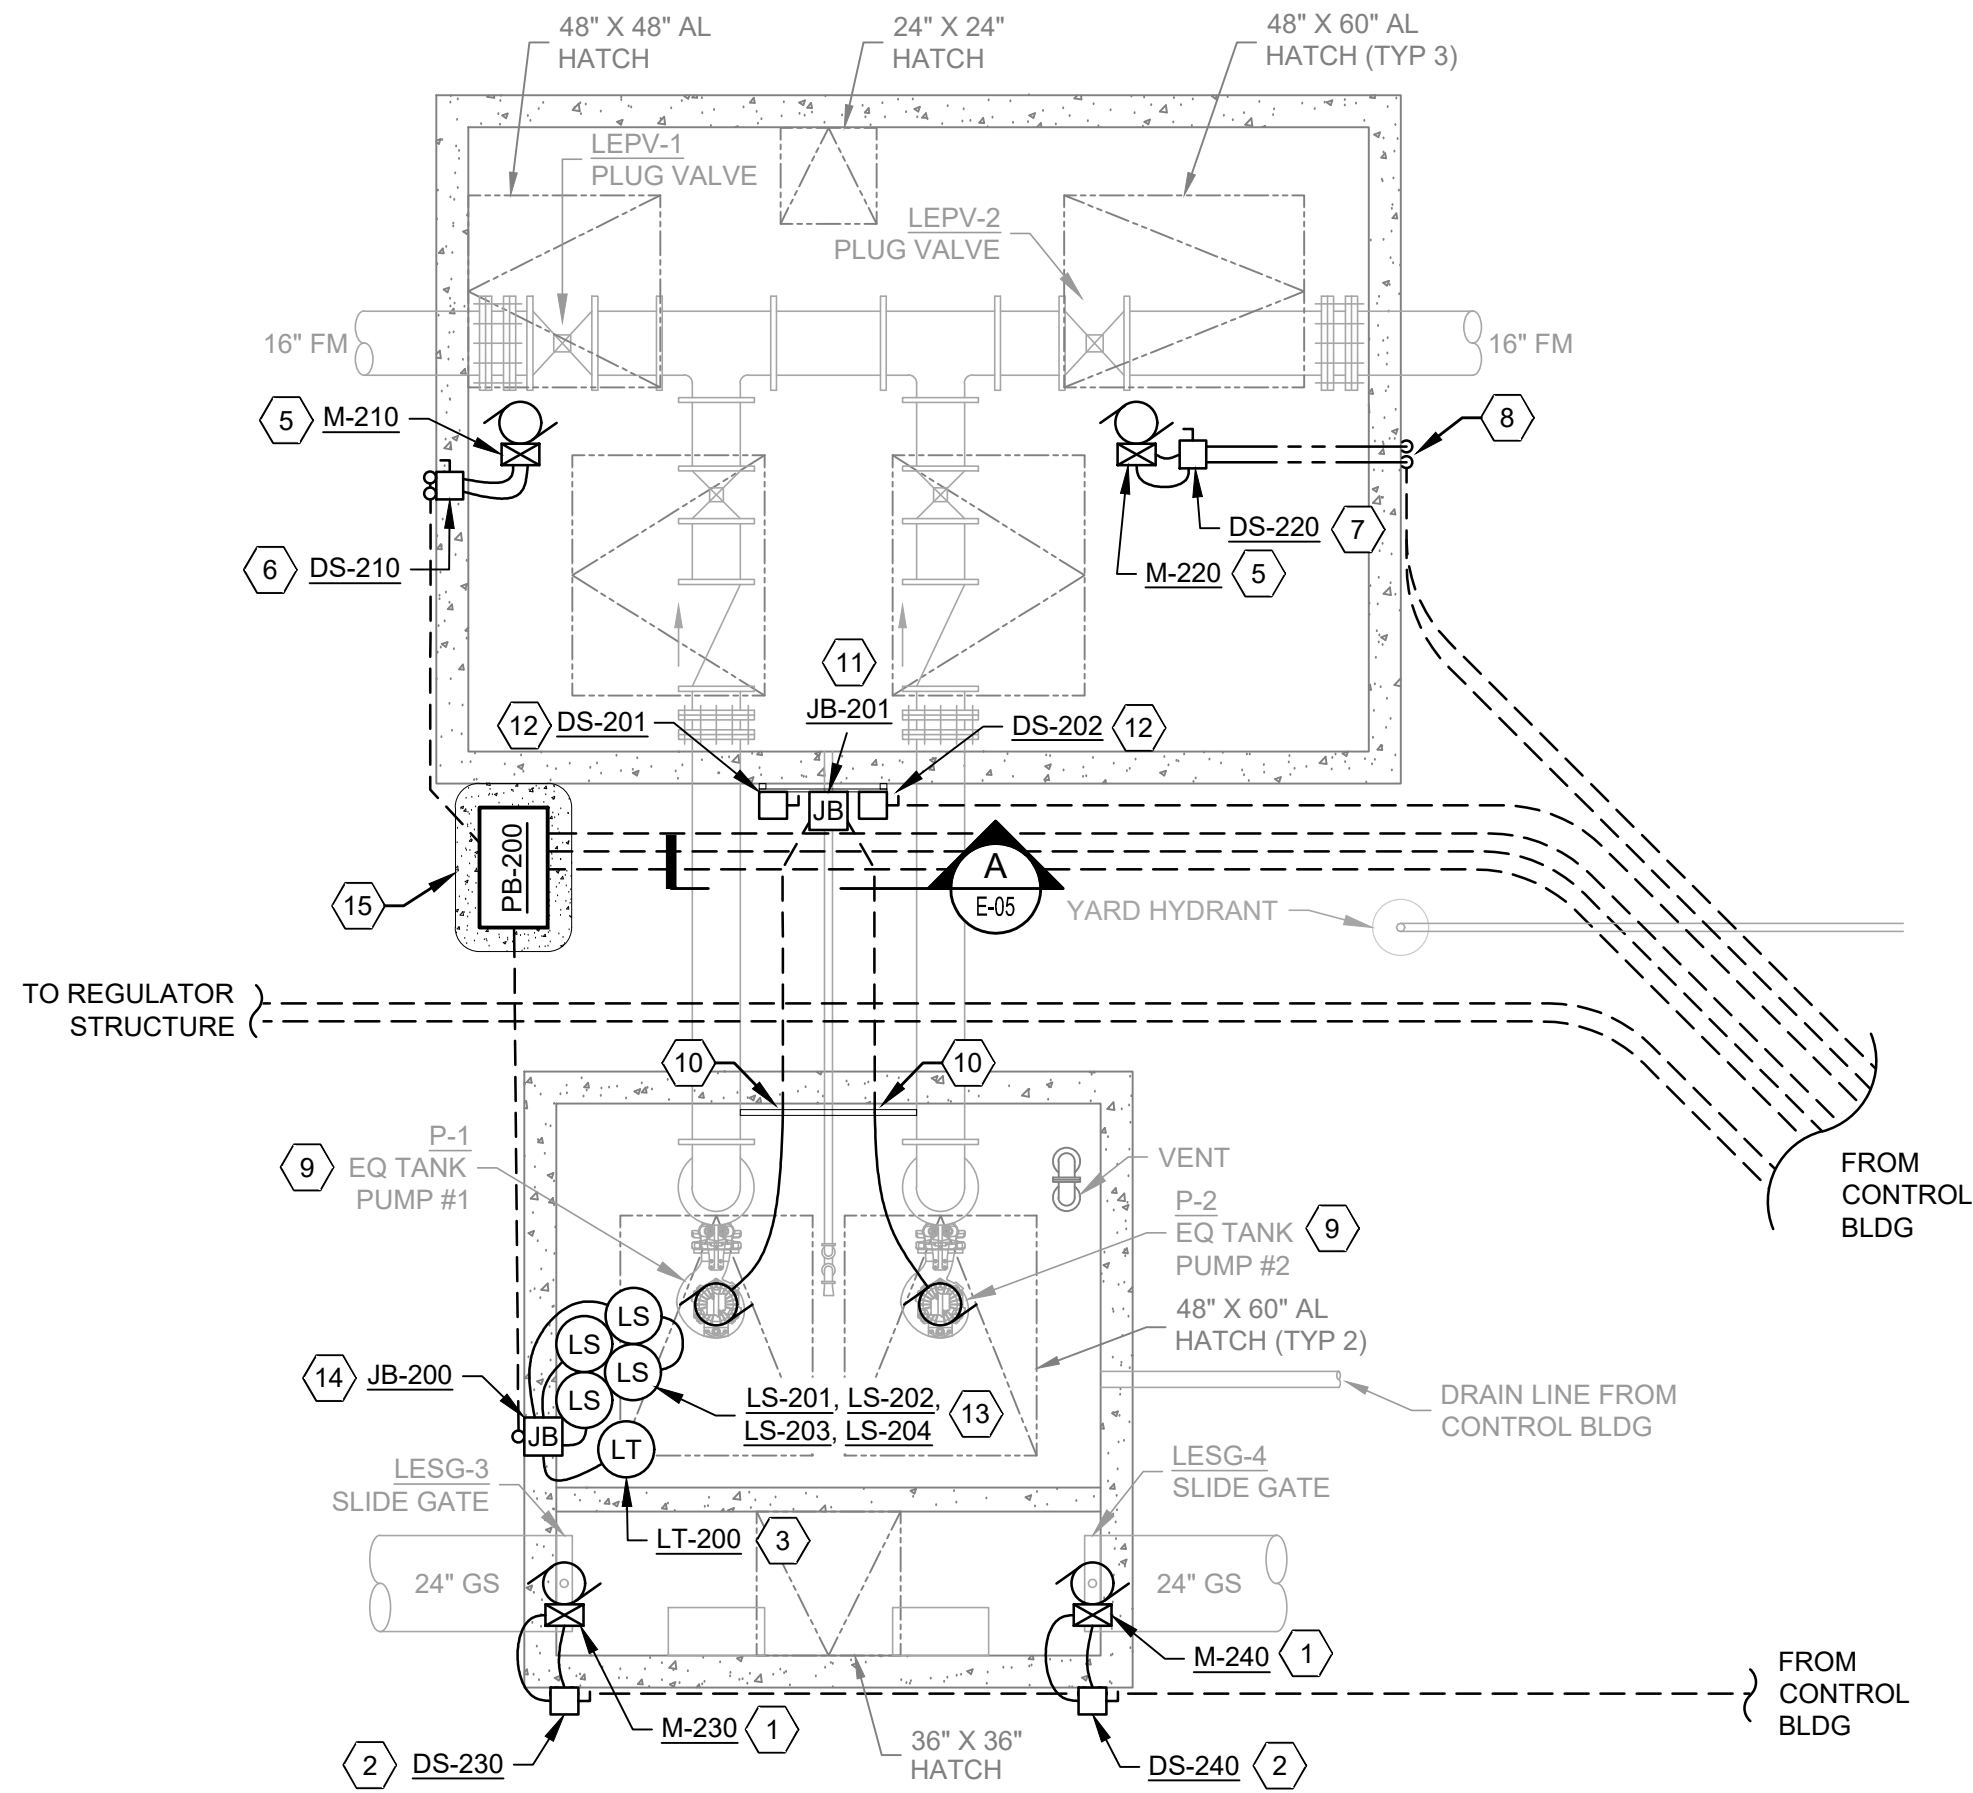 48" X 48" AL
HATCH
24" X 24"
HATCH
48" X 60" AL
HATCH (TYP 3)
LEPV-1
PLUG VALVE
LEPV-2
PLUG VALVE
16" FM
16" FM
5 M-210
8
6 DS-210
DS-220 7
M-220 5
11
JB-201
12 DS-201
DS-202 12
JB
PB-200
15
A
E-05
YARD HYDRANT
TO REGULATOR
STRUCTURE
10
10
FROM
CONTROL
BLDG
P-1
EQ TANK
PUMP #1
9
VENT
P-2
EQ TANK
PUMP #2
9
48" X 60" AL
HATCH (TYP 2)
LS
LS
LS
LS
14 JB-200
JB
LT
LS-201, LS-202,
LS-203, LS-204
13
DRAIN LINE FROM
CONTROL BLDG
LESG-3
SLIDE GATE
LESG-4
SLIDE GATE
LT-200 3
24" GS
24" GS
M-240 1
M-230 1
FROM
CONTROL
BLDG
2 DS-230
36" X 36"
HATCH
DS-240 2